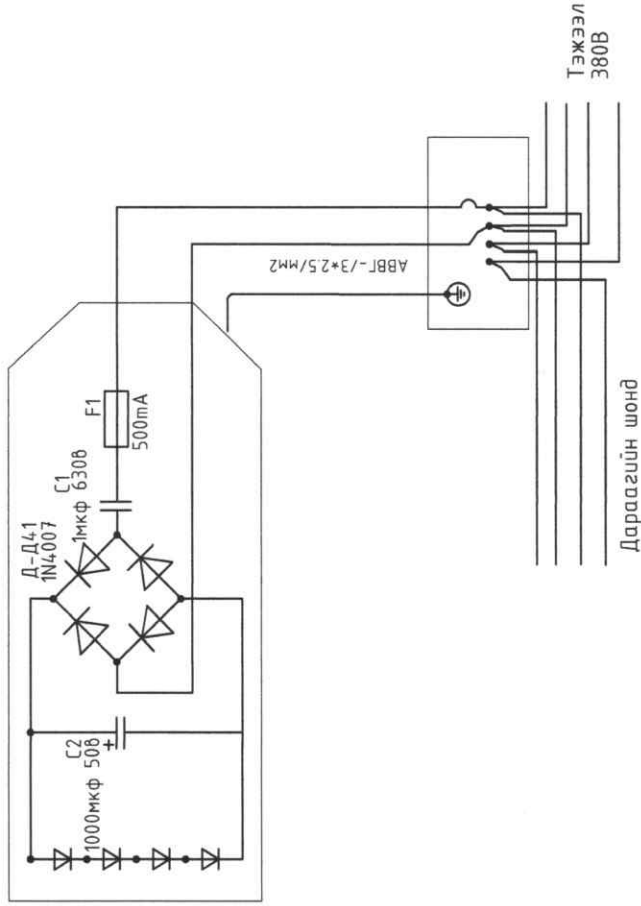 Д-Д41
1N4007
C1
1мкф 630в
F1
500mA
C2
1000мкф 50в
+
АВВГ-/3*2.5/мм2
Тэжээл
380В
Дараагийн шонд